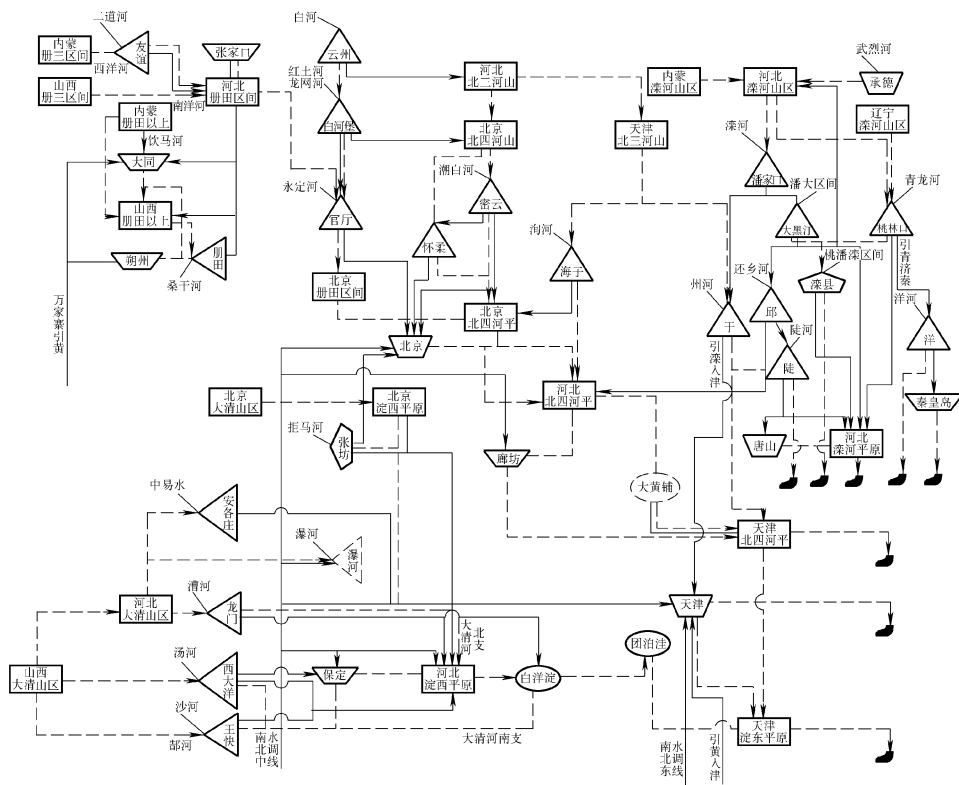 二道河
内蒙
册三区间
友谊
西洋河
张家口
山西
册三区间
南洋河
河北
册田区间
内蒙
册田以上
饮马河
大同
山西
册田以上
朔州
册田
桑干河
万家寨引黄
白河
云州
红土河
龙网河
白河堡
永定河
官厅
北京
册田区间
河北
北三河山
北京
北四河山
潮白河
密云
怀柔
北京
北四河平
北京
天津
北三河山
洵河
海于
内蒙
滦河山区
河北
滦河山区
武烈河
承德
辽宁
滦河山区
滦河
潘家口
潘大区间
大黑汀
青龙河
桃林口
桃潘滦区间
滦县
引青济秦
还乡河
邱
州河
于
引滦入津
陡河
陡
洋河
洋
秦皇岛
唐山
河北
滦河平原
北京
大清山区
北京
淀西平原
拒马河
张坊
河北
北四河平
廊坊
大黄铺
天津
北四河平
中易水
安各庄
瀑河
瀑河
河北
大清山区
漕河
龙门
大清河
北支
天津
山西
大清山区
汤河
西大洋
保定
河北
淀西平原
白洋淀
团泊洼
沙河
郜河
王快
南水
北调
中线
大清河南支
南水
北调
东线
引黄入津
天津
淀东平原